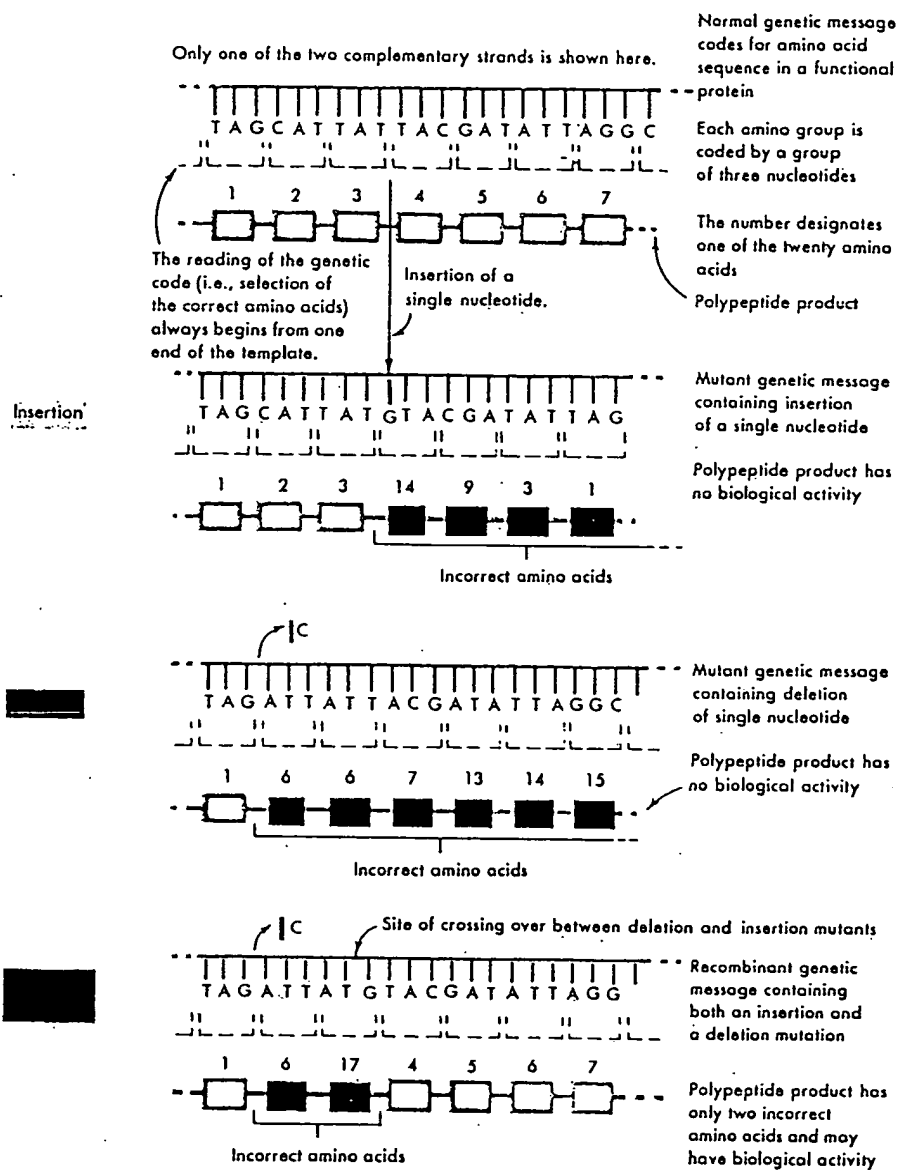 Only one of the two complementary strands is shown here.
Normal genetic message
codes for amino acid
sequence in a functional
protein
T A G C A T T A T T A C G A T A T T A G G C
Each amino group is
coded by a group
of three nucleotides
1 2 3 4 5 6 7
The number designates
one of the twenty amino
acids
Polypeptide product
The reading of the genetic
code (i.e., selection of
the correct amino acids)
always begins from one
end of the template.
Insertion of a
single nucleotide.
Insertion
T A G C A T T A T G T A C G A T A T T A G
Mutant genetic message
containing insertion
of a single nucleotide
Polypeptide product has
no biological activity
1 2 3 14 9 3 1
Incorrect amino acids
C
T A G A T T A T T A C G A T A T T A G G C
Mutant genetic message
containing deletion
of single nucleotide
Polypeptide product has
no biological activity
1 6 6 7 13 14 15
Incorrect amino acids
C
Site of crossing over between deletion and insertion mutants
T A G A T T A T G T A C G A T A T T A G G
Recombinant genetic
message containing
both an insertion and
a deletion mutation
1 6 17 4 5 6 7
Incorrect amino acids
Polypeptide product has
only two incorrect
amino acids and may
have biological activity